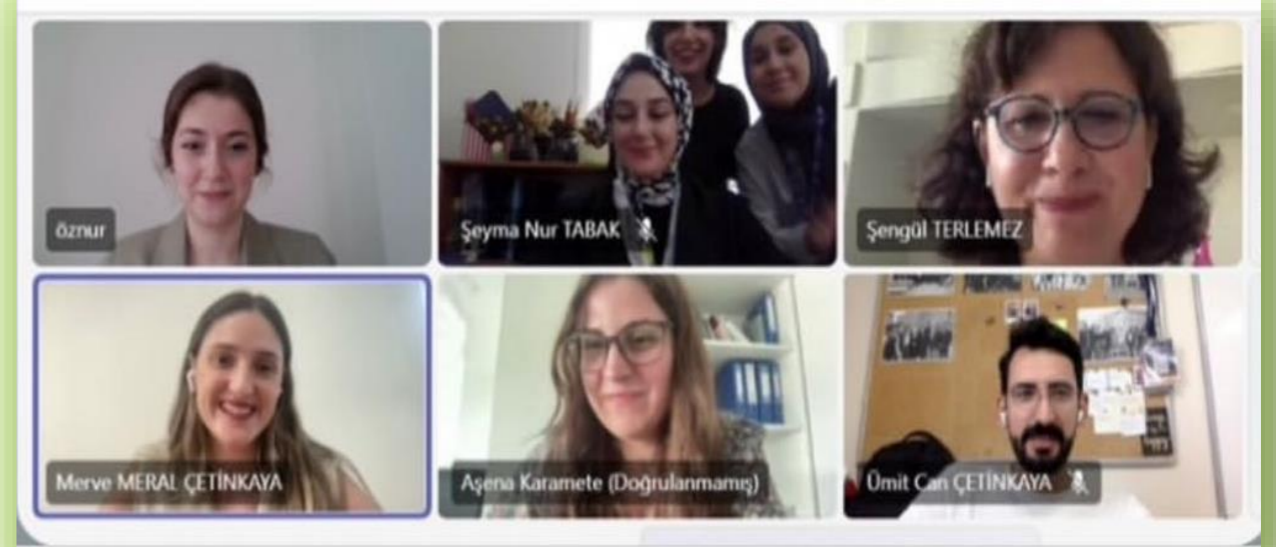 öznur
Şeyma Nur TABAK
Şengül TERLEMEZ
Merve MERAL ÇETİNKAYA
Aşena Karamete (Doğrulanmamış)
Ümit Can ÇETİNKAYA